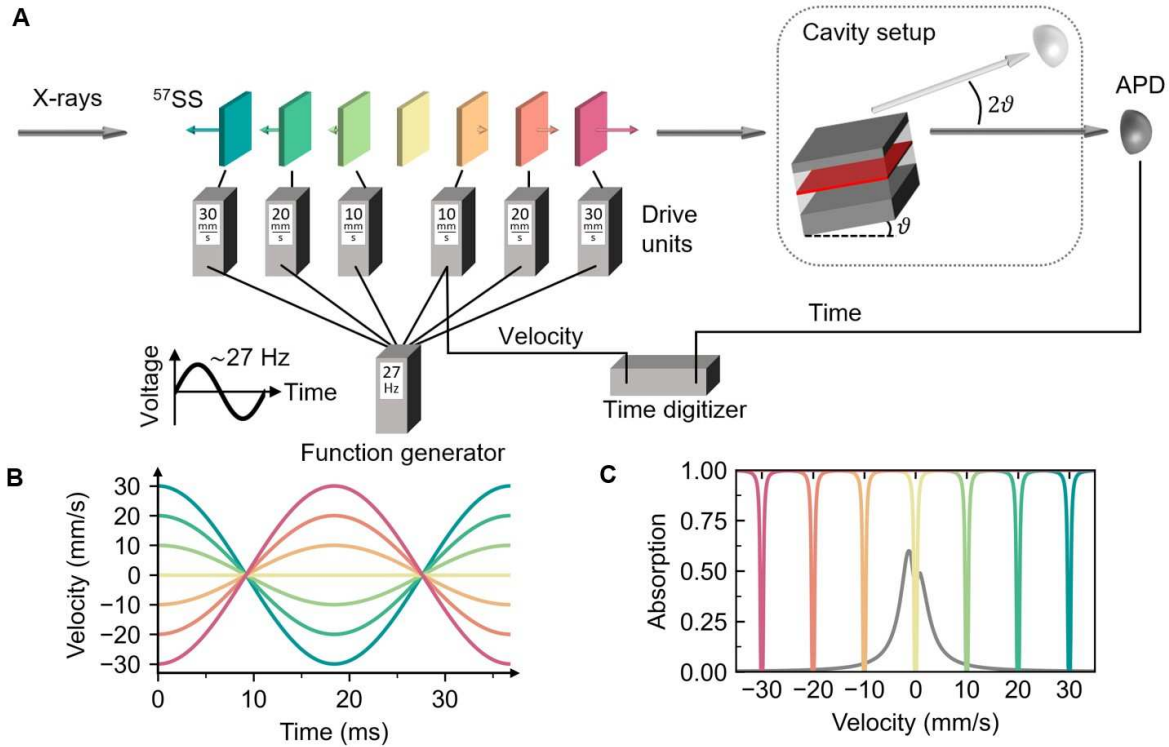 A
X-rays
⁵⁷SS
Cavity setup
2ϑ
APD
ϑ
30 mm/s
20 mm/s
10 mm/s
10 mm/s
20 mm/s
30 mm/s
Drive
units
Time
Velocity
Voltage
~27 Hz
Time
27
Hz
Function generator
Time digitizer
B
Velocity (mm/s)
30
20
10
0
−10
−20
−30
0 10 20 30
Time (ms)
C
Absorption
1.00
0.75
0.50
0.25
0.00
−30 −20 −10 0 10 20 30
Velocity (mm/s)